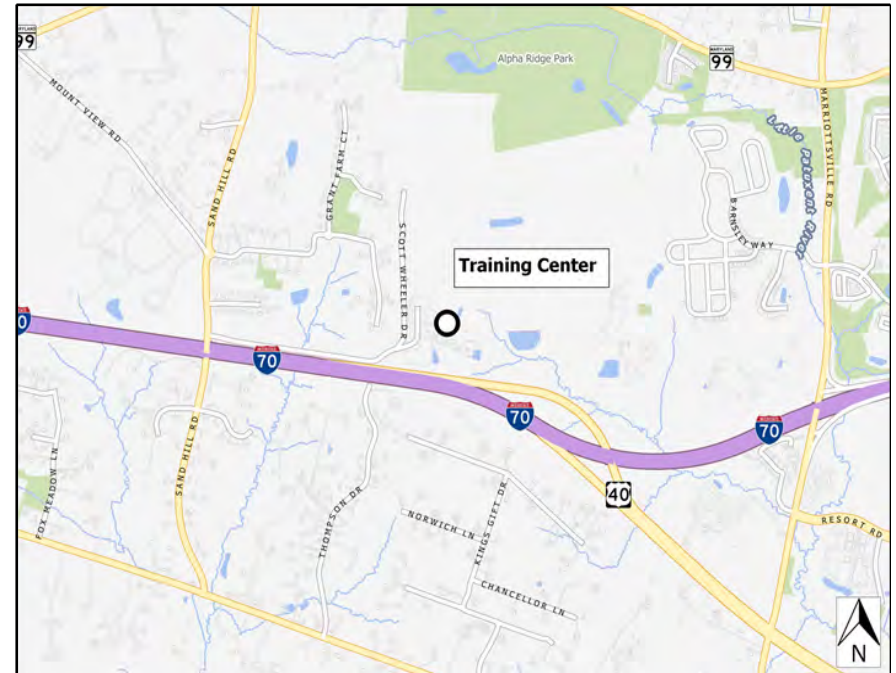 MARYLAND
99
MOUNT VIEW RD
SAND HILL RD
GRANT FARM CT
SCOTT WHEELER DR
Alpha Ridge Park
MARYLAND
99
MARRIOTTSVILLE RD
Little Patuxent River
BARNSLEY WAY
Training Center
0
70
70
70
40
SAND HILL RD
FOX MEADOW LN
THOMPSON DR
NORWICH LN
KINGS GIFT DR
CHANCELLOR LN
RESORT RD
N